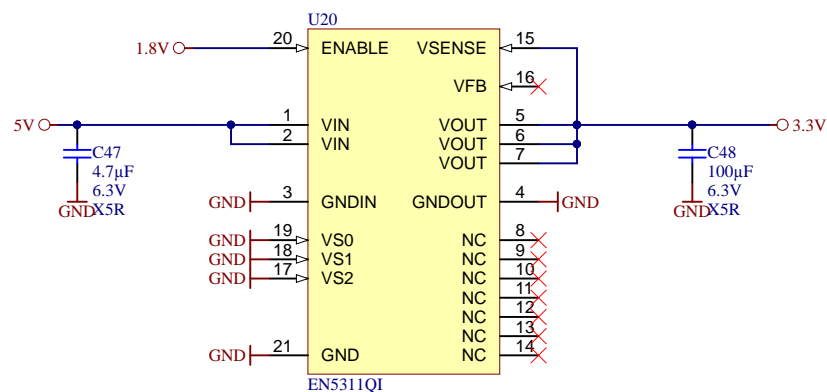 U20
1.8V 20 ENABLE VSENSE 15
VFB 16
5V 1 VIN VOUT 5 3.3V
2 VIN VOUT 6
VOUT 7
C47 C48
4.7µF 100µF
6.3V 6.3V
X5R X5R
GND GND
GND 3 GNDIN GNDOUT 4 GND
GND 19 VS0 NC 8
GND 18 VS1 NC 9
GND 17 VS2 NC 10
NC 11
NC 12
NC 13
GND 21 GND NC 14
EN5311QI